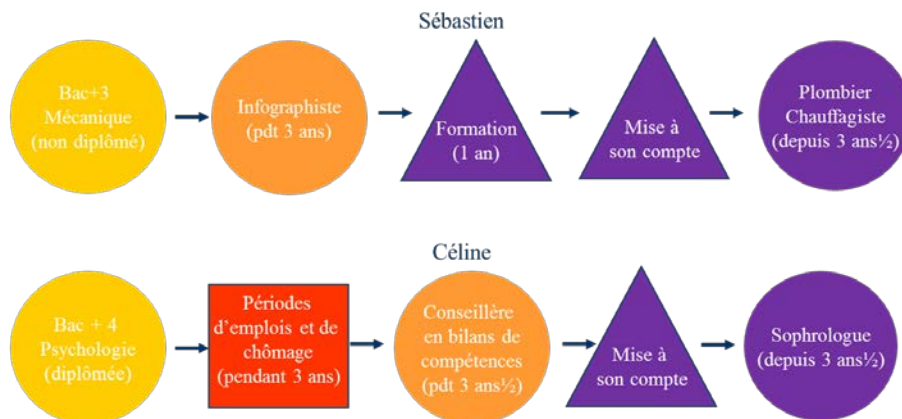 Sébastien
Bac+3
Mécanique
(non diplômé)
Infographiste
(pdt 3 ans)
Formation
(1 an)
Mise à
son compte
Plombier
Chauffagiste
(depuis 3 ans½)
Céline
Bac + 4
Psychologie
(diplômée)
Périodes
d'emplois et de
chômage
(pendant 3 ans)
Conseillère
en bilans de
compétences
(pdt 3 ans½)
Mise à
son compte
Sophrologue
(depuis 3 ans½)